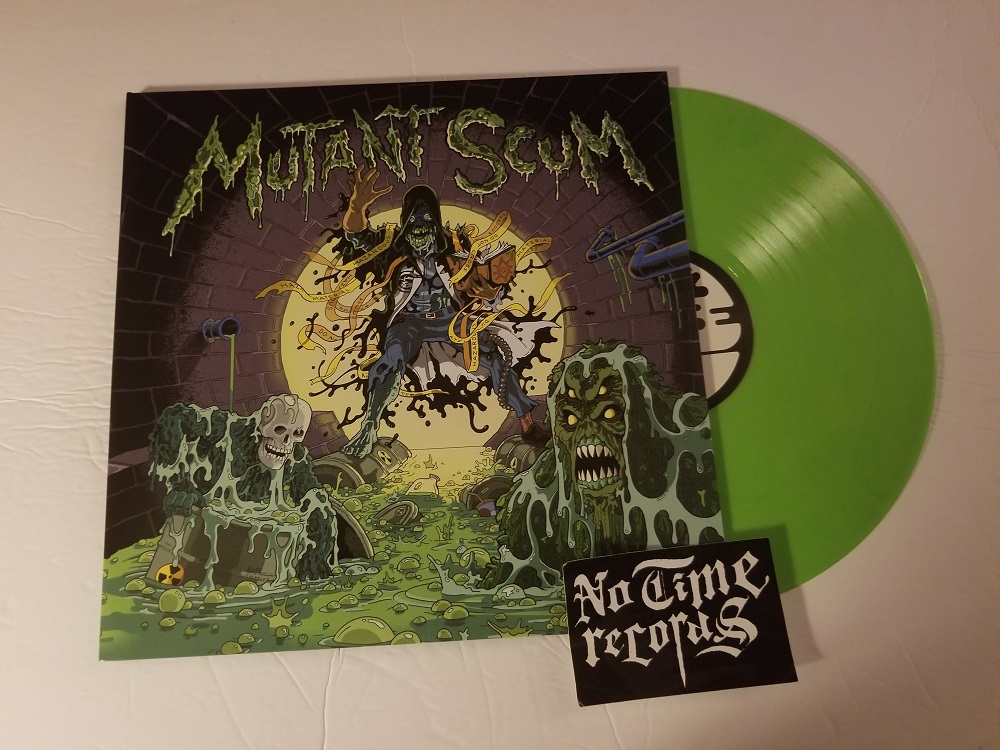 MUTANT SCUM
No Time
records